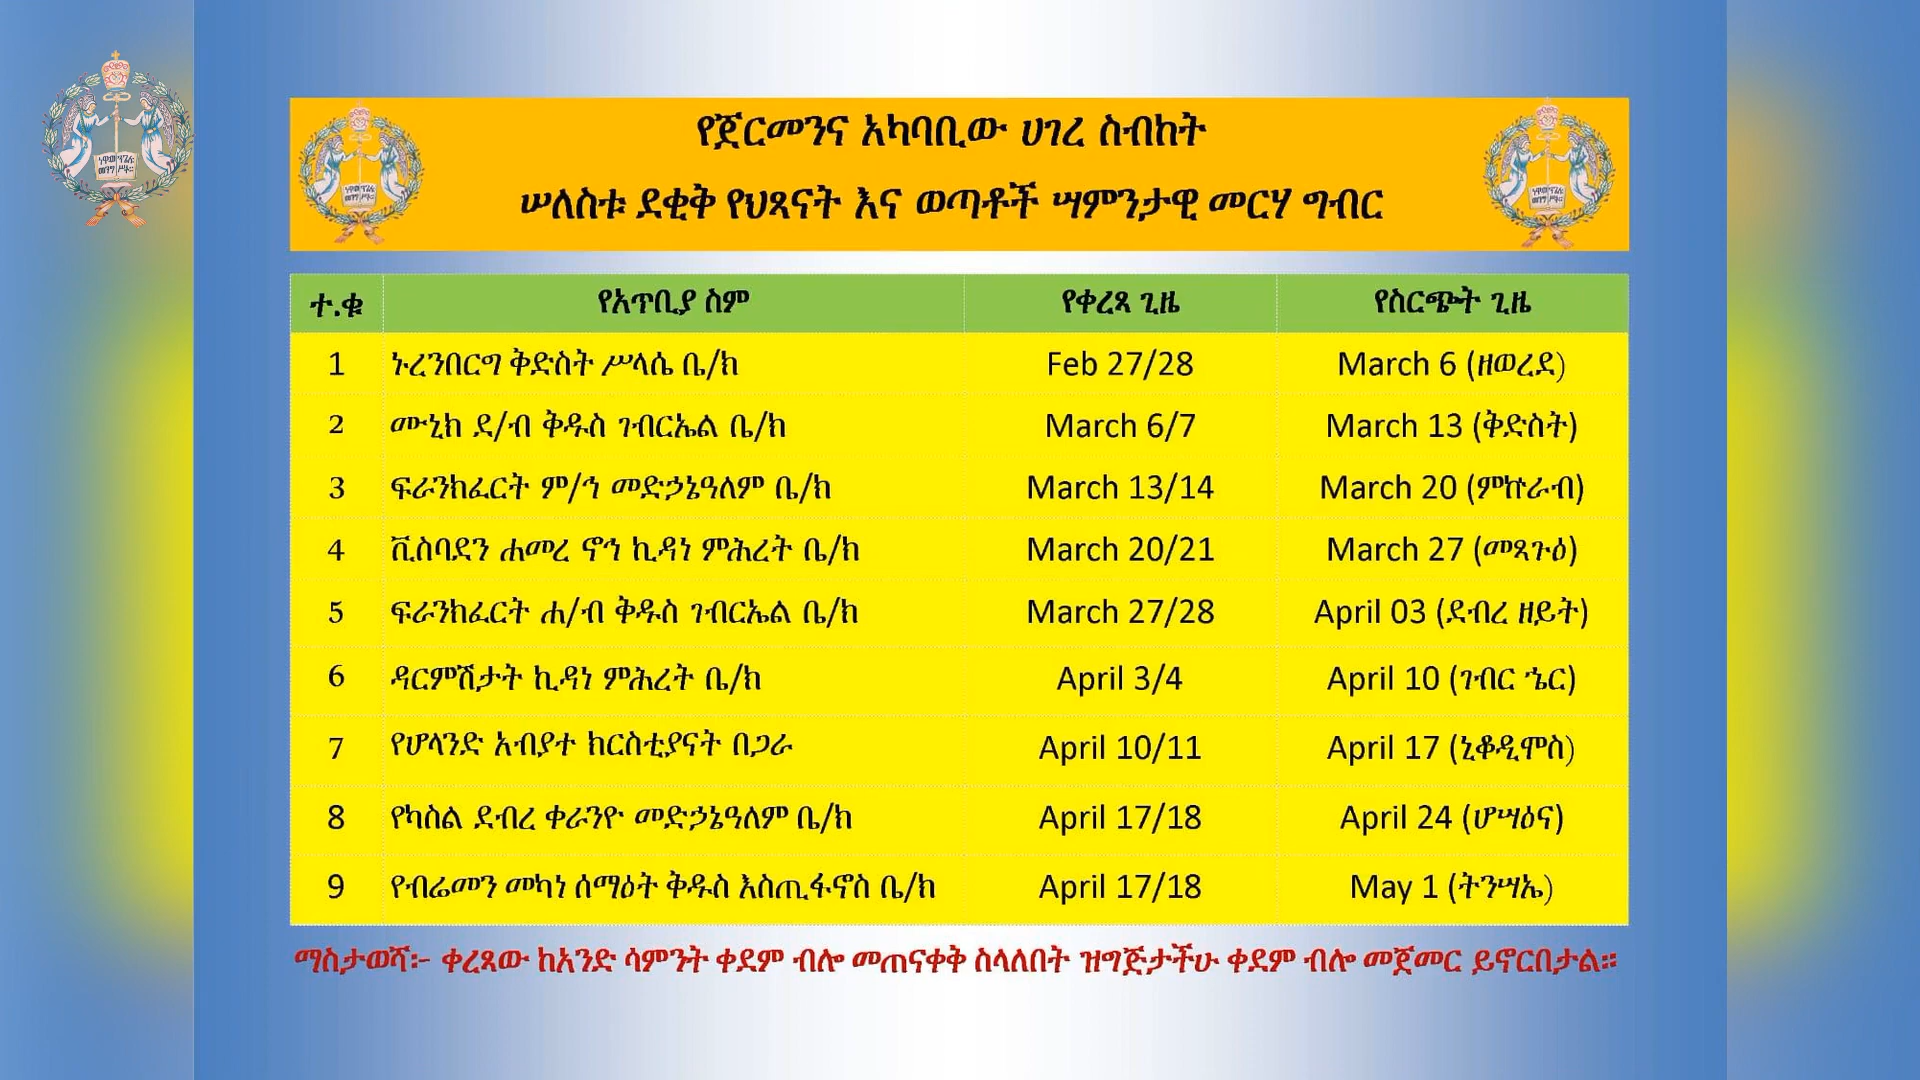 የጀርመንና አካባቢው ሀገረ ስብከት
ሠለስቱ ደቂቅ የህጻናት እና ወጣቶች ሣምንታዊ መርሃ ግብር
ተ.ቁ የአጥቢያ ስም የቀረጻ ጊዜ የስርጭት ጊዜ
1 ኑረንበርግ ቅድስት ሥላሴ ቤ/ክ Feb 27/28 March 6 (ዘወረደ)
2 ሙኒክ ደ/ብ ቅዱስ ገብርኤል ቤ/ክ March 6/7 March 13 (ቅድስት)
3 ፍራንክፈርት ም/ኅ መድኃኔዓለም ቤ/ክ March 13/14 March 20 (ምኵራብ)
4 ቪስባደን ሐመረ ኖኅ ኪዳነ ምሕረት ቤ/ክ March 20/21 March 27 (መጻጉዕ)
5 ፍራንክፈርት ሐ/ብ ቅዱስ ገብርኤል ቤ/ክ March 27/28 April 03 (ደብረ ዘይት)
6 ዳርምሽታት ኪዳነ ምሕረት ቤ/ክ April 3/4 April 10 (ገብር ኄር)
7 የሆላንድ አብያተ ክርስቲያናት በጋራ April 10/11 April 17 (ኒቆዲሞስ)
8 የካስል ደብረ ቀራንዮ መድኃኔዓለም ቤ/ክ April 17/18 April 24 (ሆሣዕና)
9 የብሬመን መካነ ሰማዕት ቅዱስ እስጢፋኖስ ቤ/ክ April 17/18 May 1 (ትንሣኤ)
ማስታወሻ፡- ቀረጻው ከአንድ ሳምንት ቀደም ብሎ መጠናቀቅ ስላለበት ዝግጅታችሁ ቀደም ብሎ መጀመር ይኖርበታል።